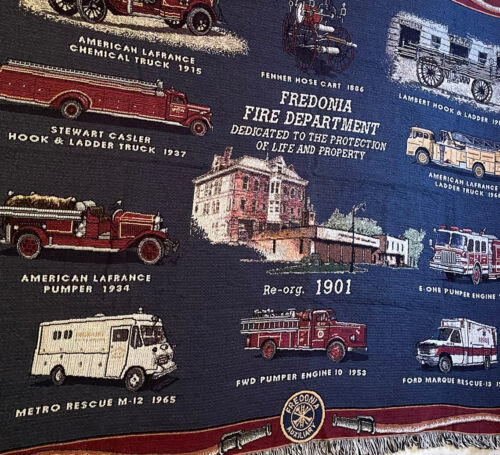 AMERICAN LAFRANCE
CHEMICAL TRUCK 1915
FENNER HOSE CART 1886
LAMBERT HOOK & LADDER
FREDONIA
FIRE DEPARTMENT
DEDICATED TO THE PROTECTION
OF LIFE AND PROPERTY
STEWART CASLER
HOOK & LADDER TRUCK 1937
AMERICAN LAFRANCE
LADDER TRUCK
AMERICAN LAFRANCE
PUMPER 1934
Re-org. 1901
E-ONE PUMPER ENGINE
METRO RESCUE M-12 1965
FWD PUMPER ENGINE 10 1953
FORD MARQUE RESCUE-13
FREDONIA
AUXILIARY